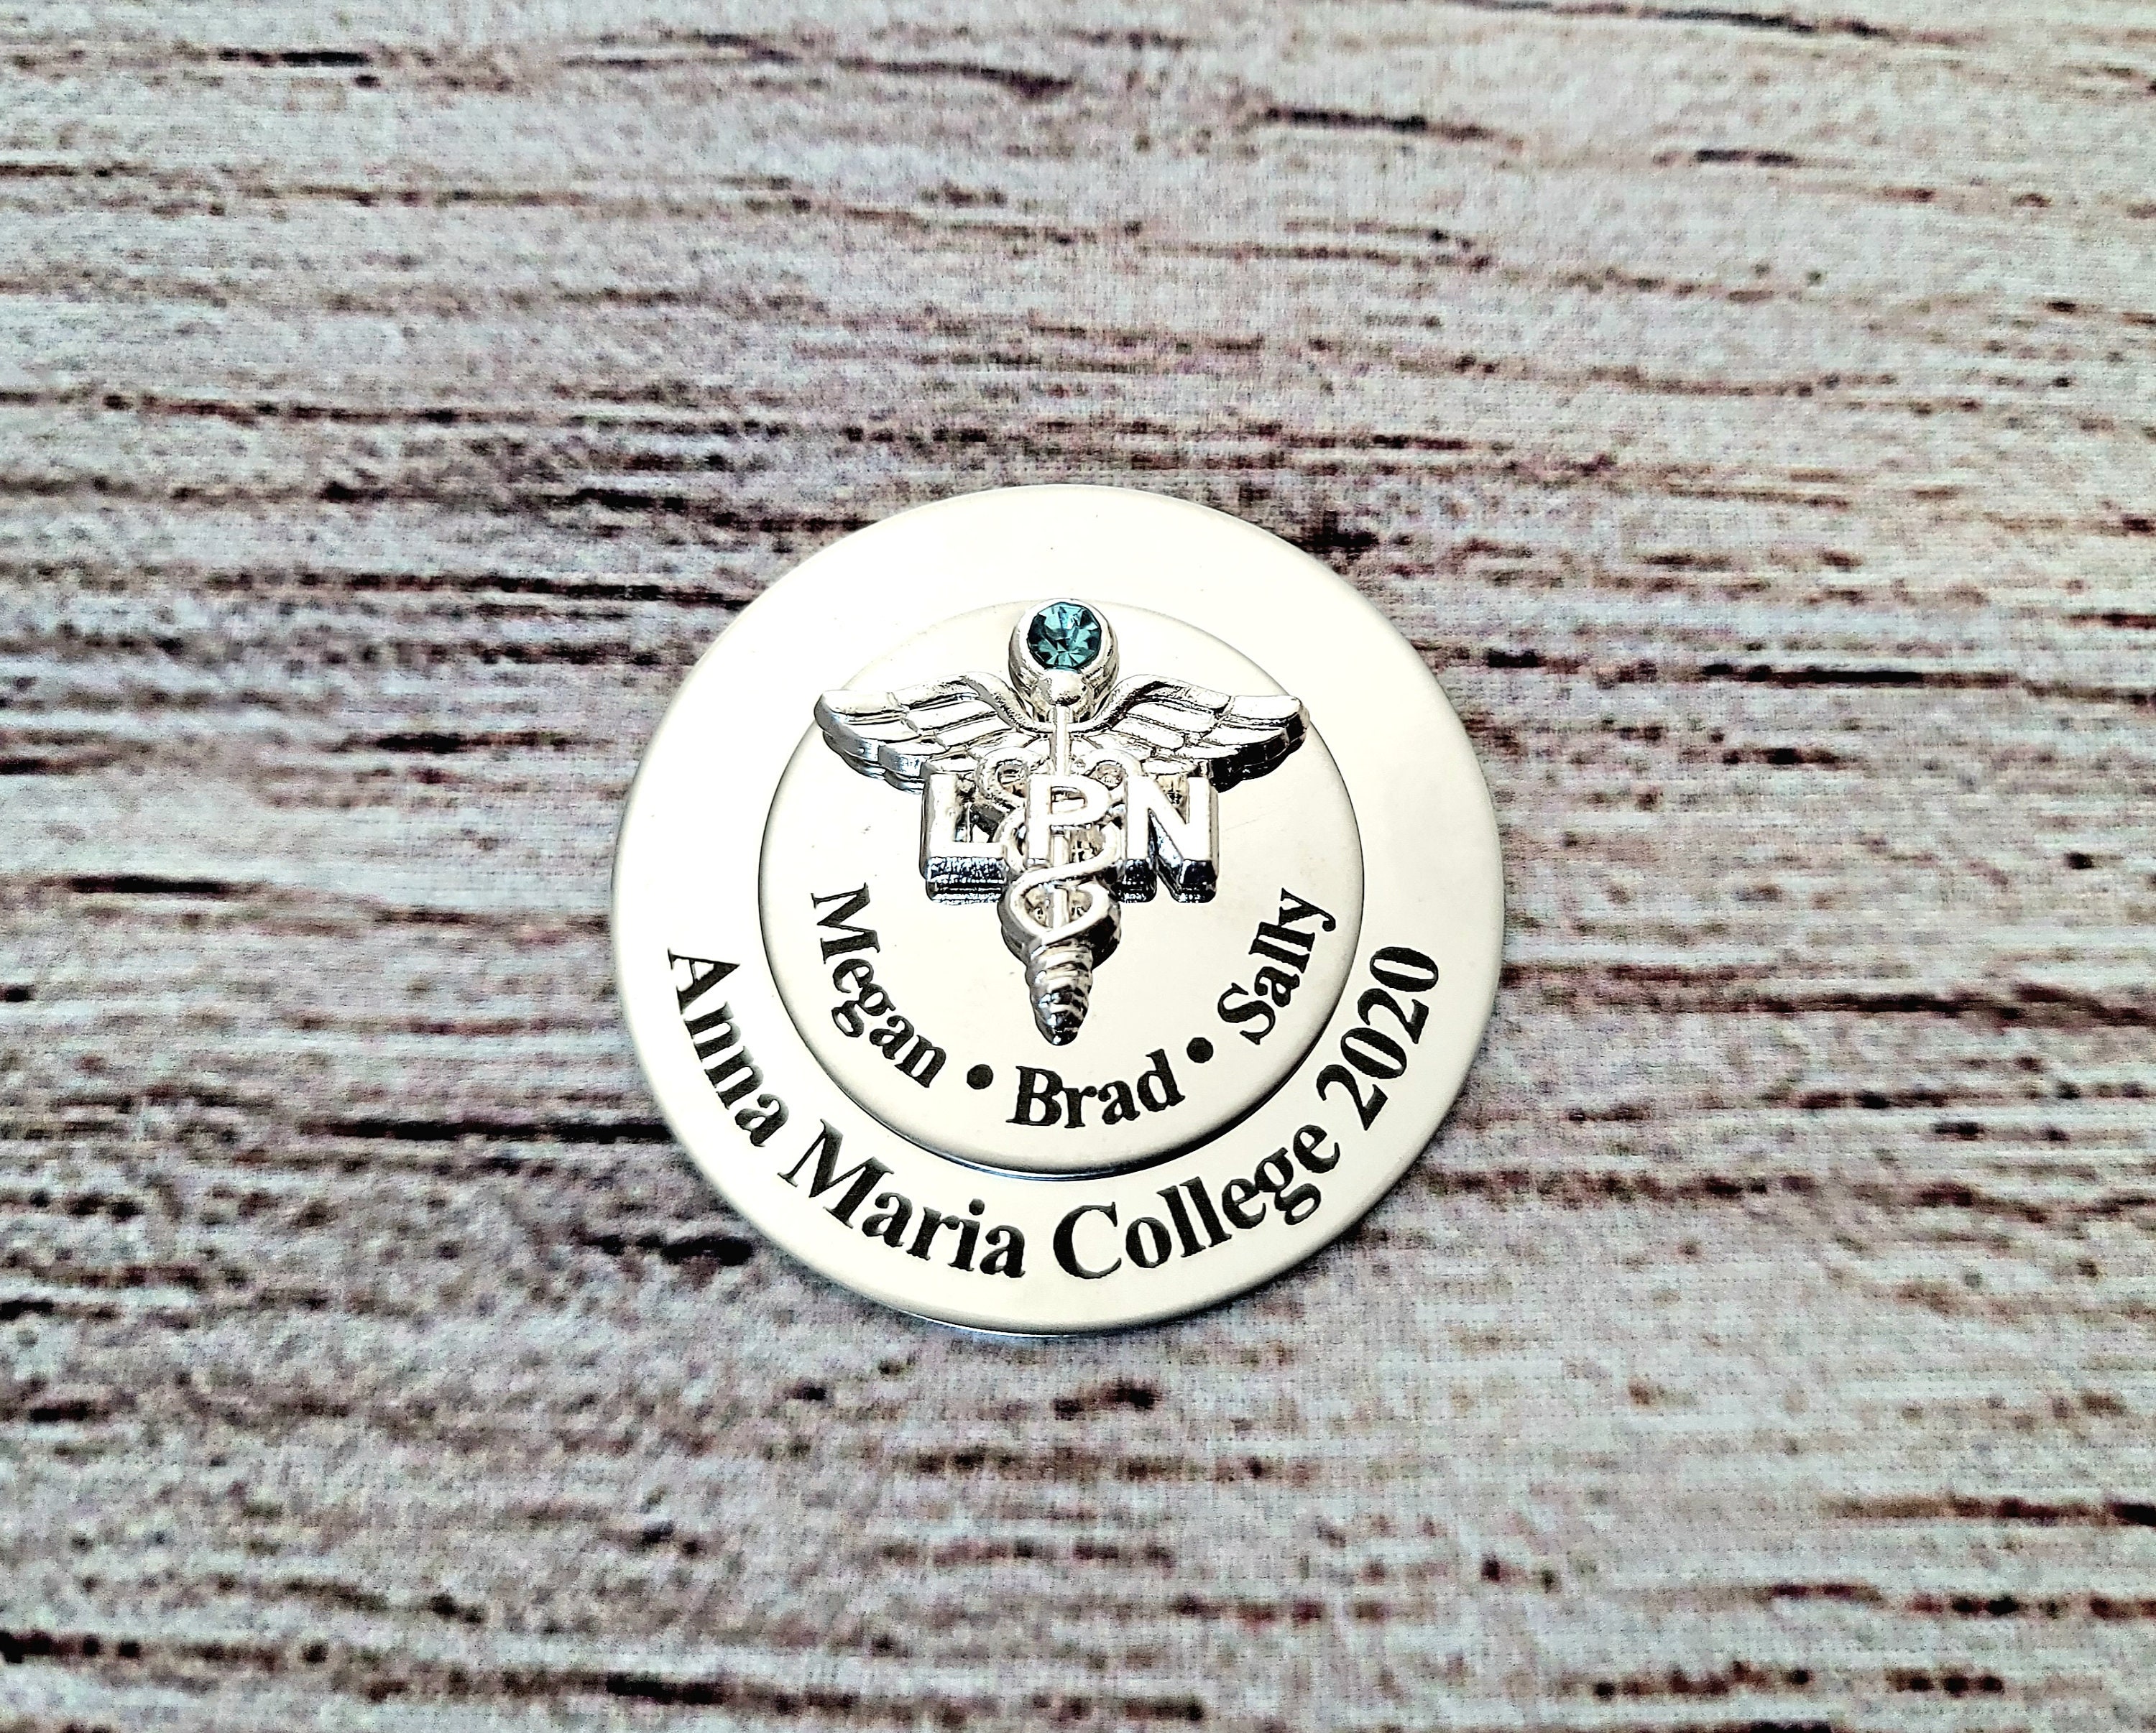 LPN
Megan • Brad • Sally
Anna Maria College 2020